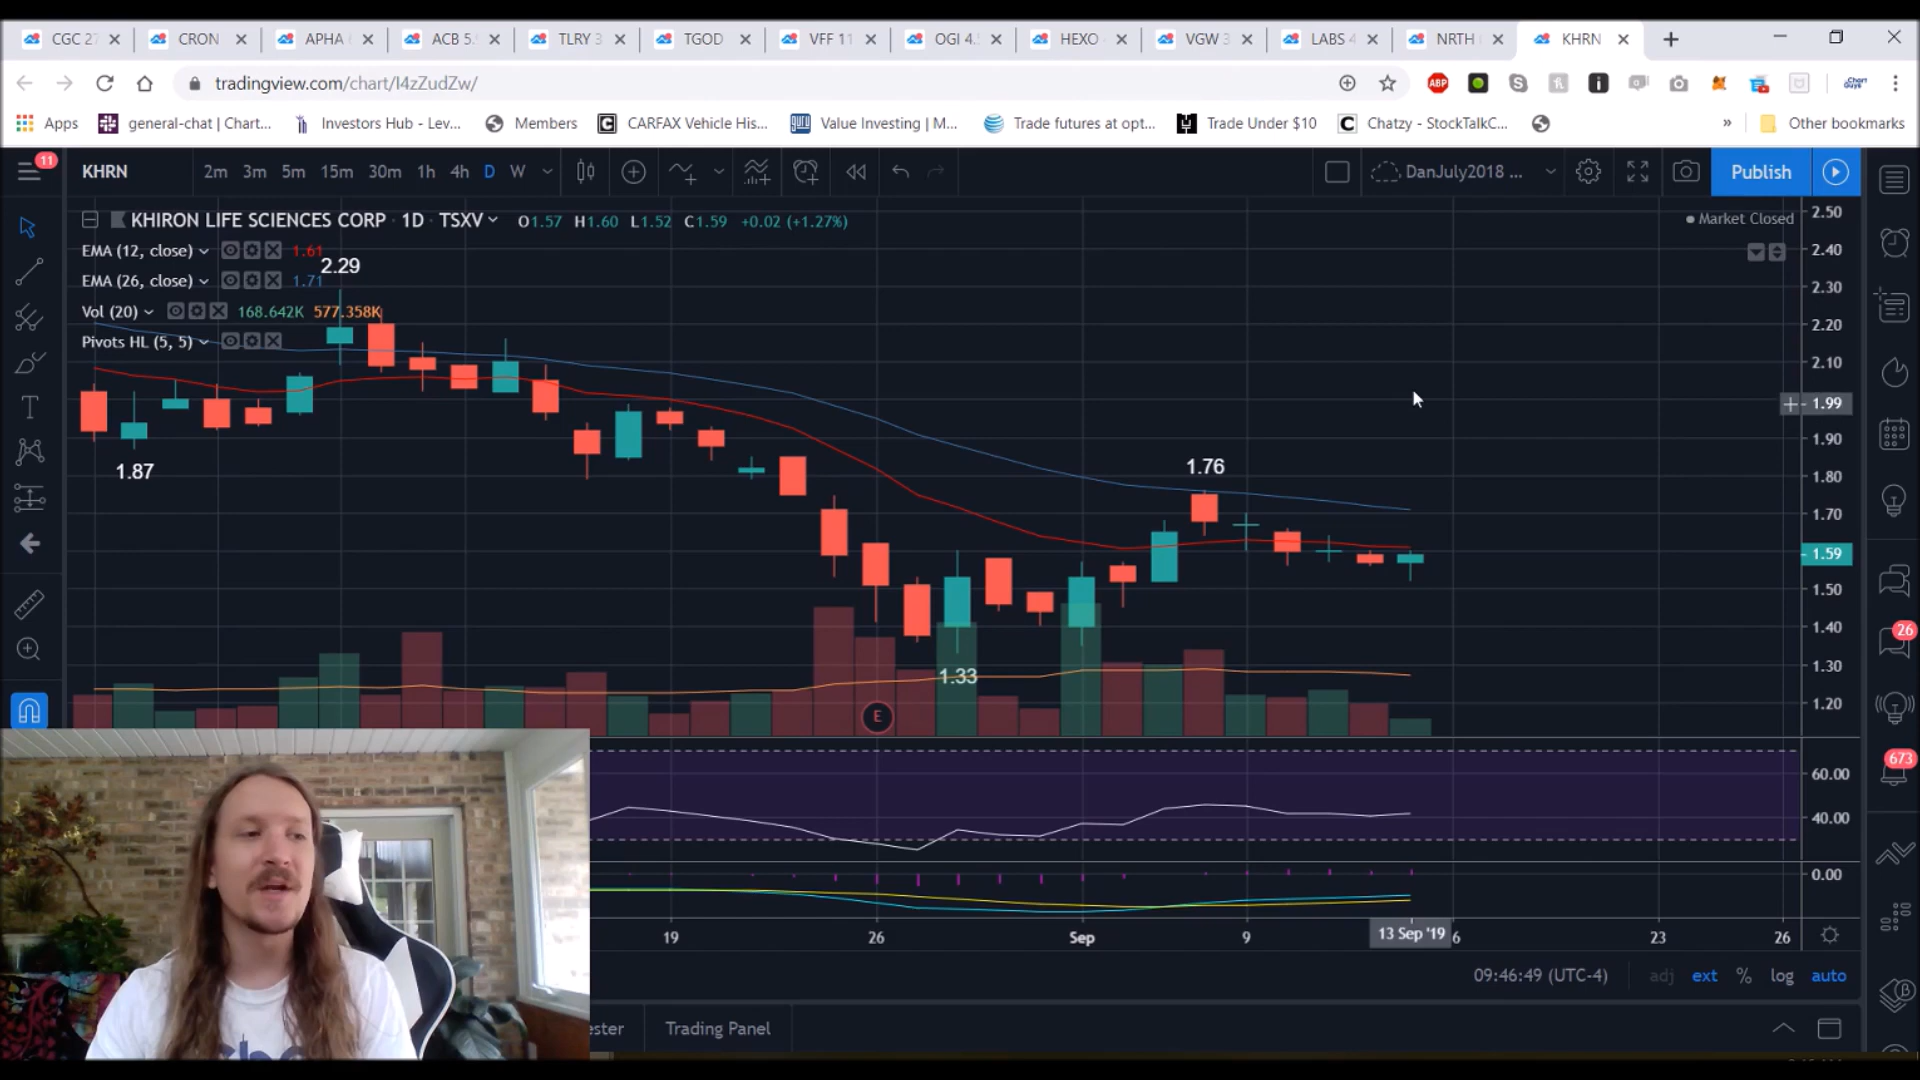 CGC 27
CRON
APHA
ACB 5.
TLRY 3
TGOD
VFF 11
OGI 4.
HEXO
VGW 3
LABS 4
NRTH
KHRN
tradingview.com/chart/I4zZudZw/
ABP
Apps
general-chat | Chart...
Investors Hub - Lev...
Members
CARFAX Vehicle His...
guru
Value Investing | M...
Trade futures at opt...
Trade Under $10
Chatzy - StockTalkC...
»
Other bookmarks
11
KHRN
2m 3m 5m 15m 30m 1h 4h D W
DanJuly2018 ...
Publish
KHIRON LIFE SCIENCES CORP · 1D · TSXV
O1.57 H1.60 L1.52 C1.59 +0.02 (+1.27%)
Market Closed
EMA (12, close) 1.61
EMA (26, close) 1.71
Vol (20) 168.642K 577.358K
Pivots HL (5, 5)
2.29
1.87
1.76
1.33
E
2.50
2.40
2.30
2.20
2.10
1.99
1.90
1.80
1.70
1.59
1.50
1.40
1.30
1.20
60.00
40.00
0.00
26
673
19 26 Sep 9 13 Sep '19 6 23 26
09:46:49 (UTC-4) adj ext % log auto
ester Trading Panel